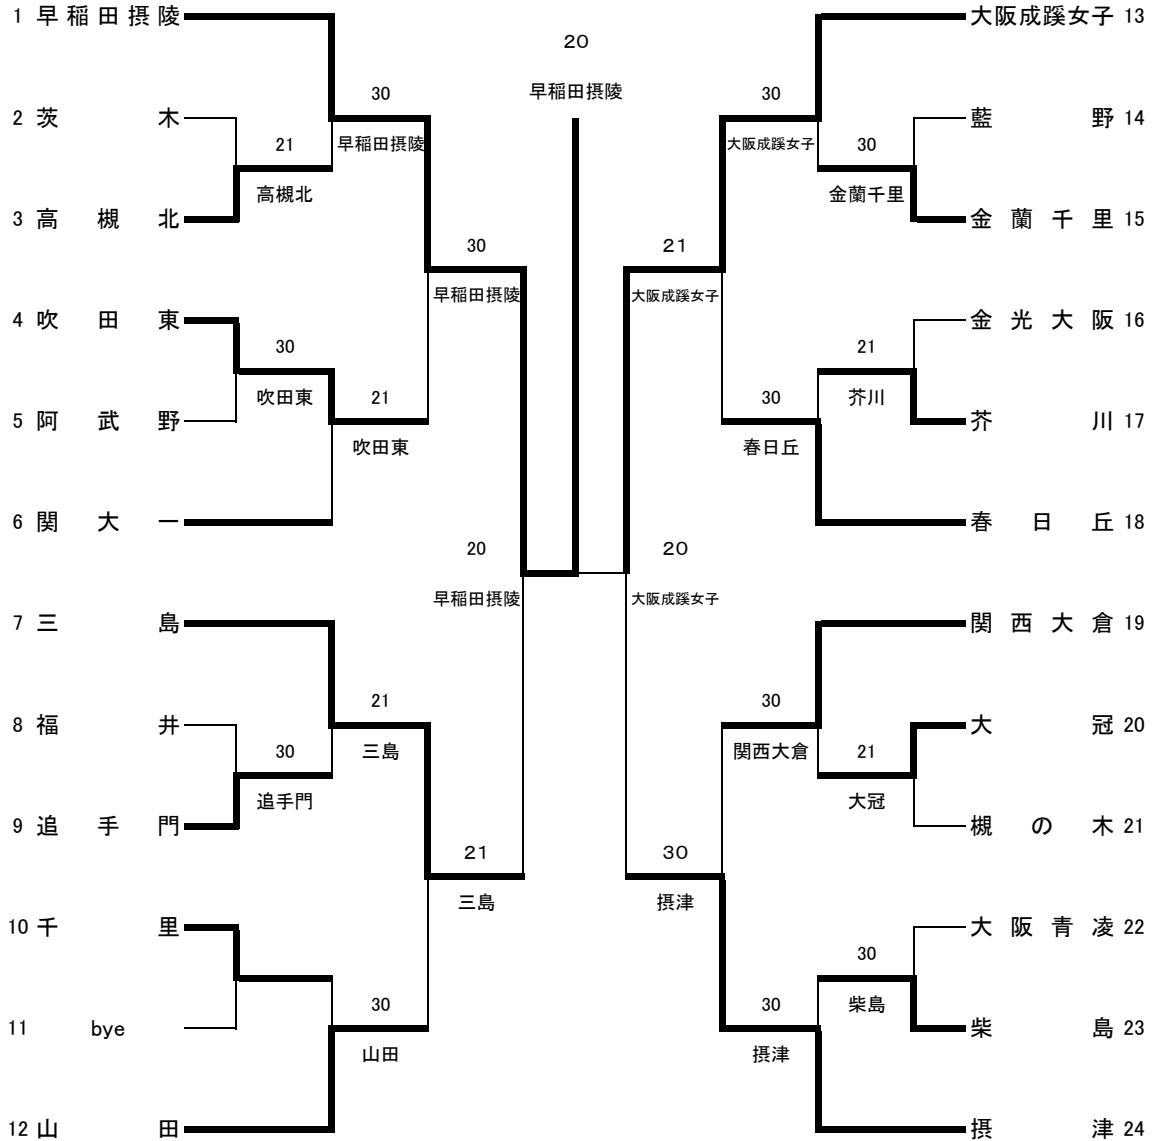 1 早稲田摂陵
大阪成蹊女子 13
20
早稲田摂陵
30
30
2 茨木
藍野 14
21
早稲田摂陵
大阪成蹊女子
30
高槻北
金蘭千里
3 高槻北
金蘭千里 15
30
21
早稲田摂陵
大阪成蹊女子
4 吹田東
金光大阪 16
30
21
吹田東
21
30
芥川
5 阿武野
芥川 17
吹田東
春日丘
6 関大一
春日丘 18
20
20
早稲田摂陵
大阪成蹊女子
7 三島
関西大倉 19
21
30
8 福井
大冠 20
30
三島
関西大倉
21
追手門
大冠
9 追手門
槻の木 21
21
30
三島
摂津
10 千里
大阪青凌 22
30
30
30
柴島
11 bye
柴島 23
山田
摂津
12 山田
摂津 24